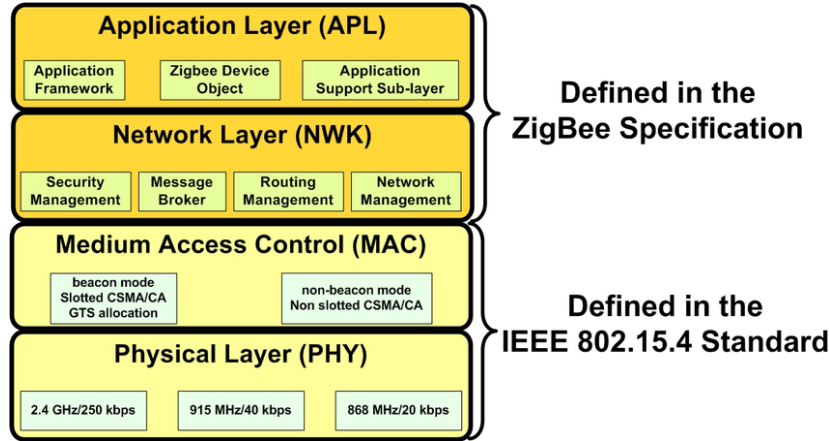 Application Layer (APL)
Application
Framework
Zigbee Device
Object
Application
Support Sub-layer
Defined in the
ZigBee Specification
Network Layer (NWK)
Security
Management
Message
Broker
Routing
Management
Network
Management
Medium Access Control (MAC)
beacon mode
Slotted CSMA/CA
GTS allocation
non-beacon mode
Non slotted CSMA/CA
Defined in the
IEEE 802.15.4 Standard
Physical Layer (PHY)
2.4 GHz/250 kbps
915 MHz/40 kbps
868 MHz/20 kbps